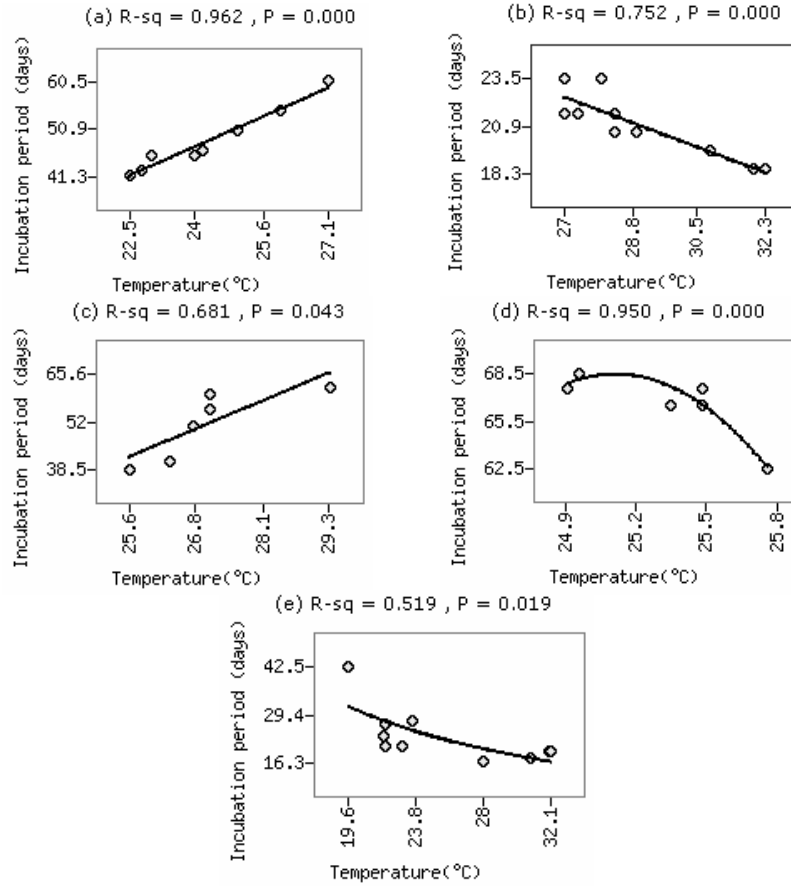 (a) R-sq = 0.962 , P = 0.000
Incubation period (days)
60.5
50.9
41.3
22.5
24
25.6
27.1
Temperature(°C)
(b) R-sq = 0.752 , P = 0.000
Incubation period (days)
23.5
20.9
18.3
27
28.8
30.5
32.3
Temperature(°C)
(c) R-sq = 0.681 , P = 0.043
Incubation period (days)
65.6
52
38.5
25.6
26.8
28.1
29.3
Temperature(°C)
(d) R-sq = 0.950 , P = 0.000
Incubation period (days)
68.5
65.5
62.5
24.9
25.2
25.5
25.8
Temperature(°C)
(e) R-sq = 0.519 , P = 0.019
Incubation period (days)
42.5
29.4
16.3
19.6
23.8
28
32.1
Temperature(°C)